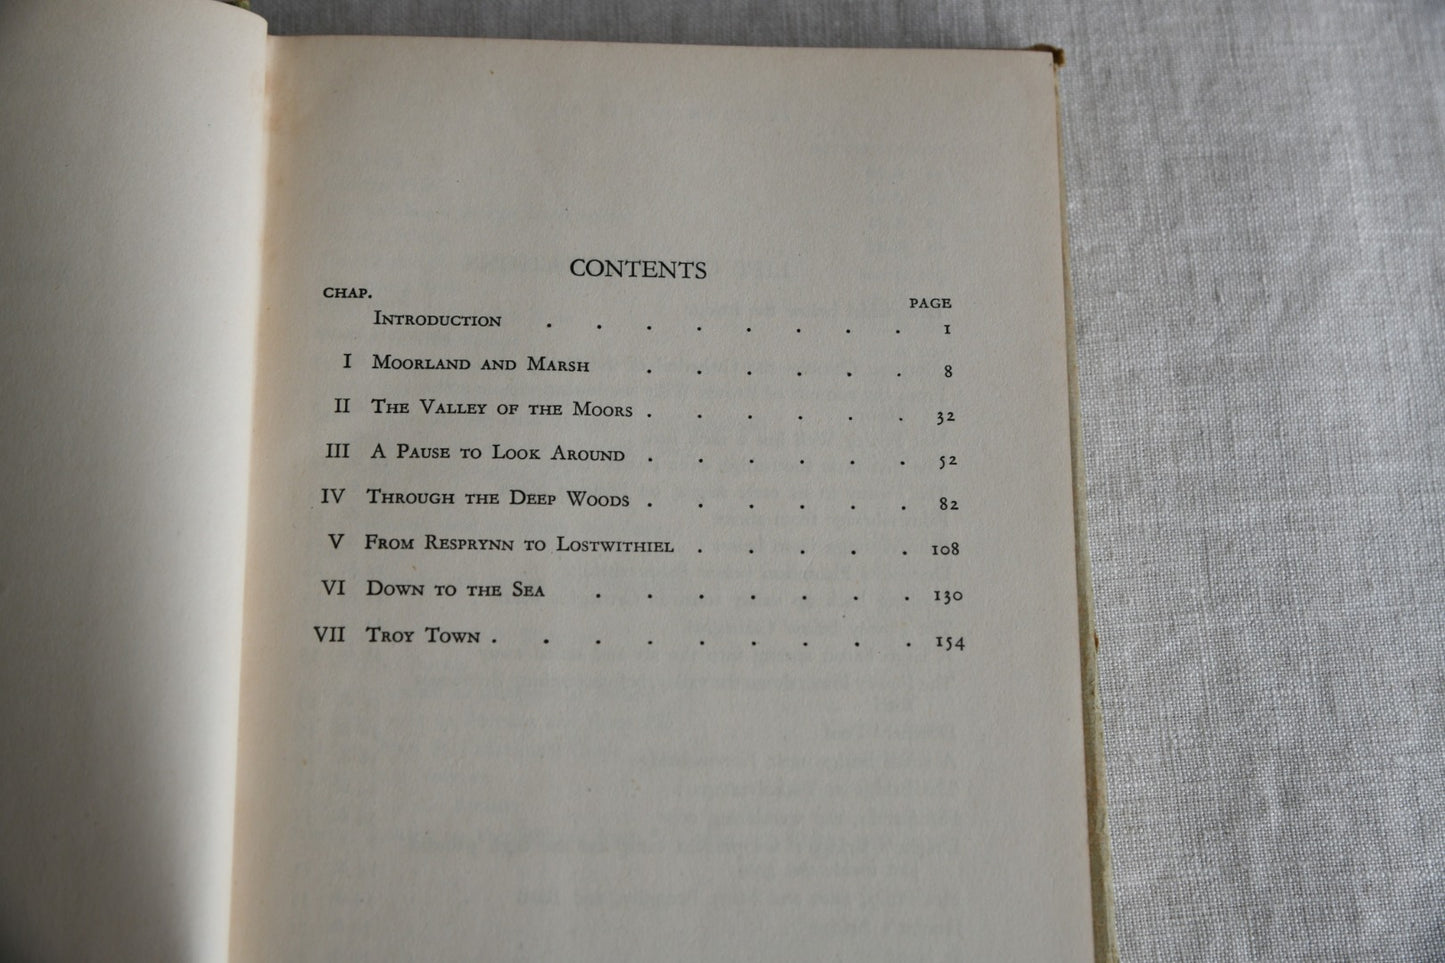 CONTENTS
CHAP. PAGE
INTRODUCTION . . . . . . . . 1
I MOORLAND AND MARSH . . . . . . 8
II THE VALLEY OF THE MOORS . . . . . . 32
III A PAUSE TO LOOK AROUND . . . . . . 52
IV THROUGH THE DEEP WOODS . . . . . . 82
V FROM RESPRYNN TO LOSTWITHIEL . . . . . 108
VI DOWN TO THE SEA . . . . . . . 130
VII TROY TOWN . . . . . . . . . 154